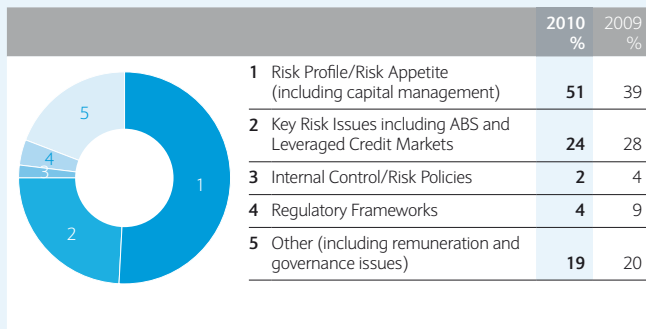 2010 2009
% %
1 Risk Profile/Risk Appetite
(including capital management) 51 39
2 Key Risk Issues including ABS and
Leveraged Credit Markets 24 28
3 Internal Control/Risk Policies 2 4
4 Regulatory Frameworks 4 9
5 Other (including remuneration and
governance issues) 19 20
5
4
3
1
2